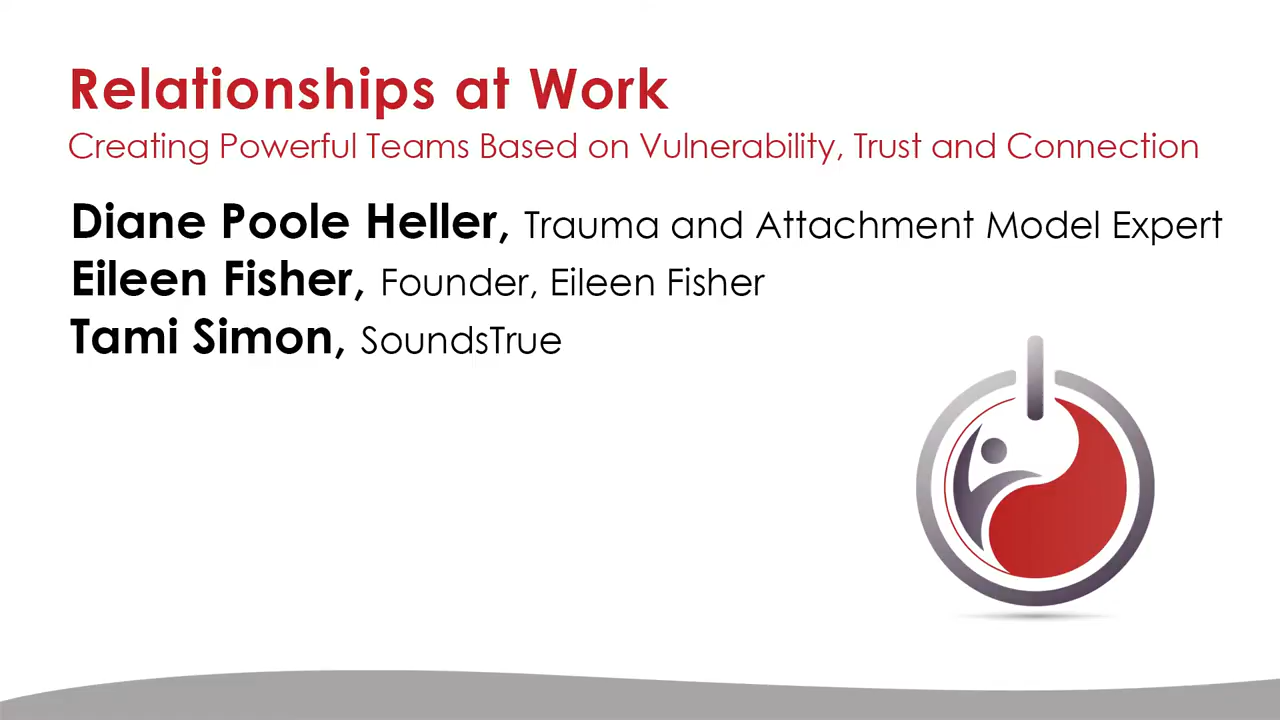 Relationships at Work
Creating Powerful Teams Based on Vulnerability, Trust and Connection
Diane Poole Heller, Trauma and Attachment Model Expert
Eileen Fisher, Founder, Eileen Fisher
Tami Simon, SoundsTrue